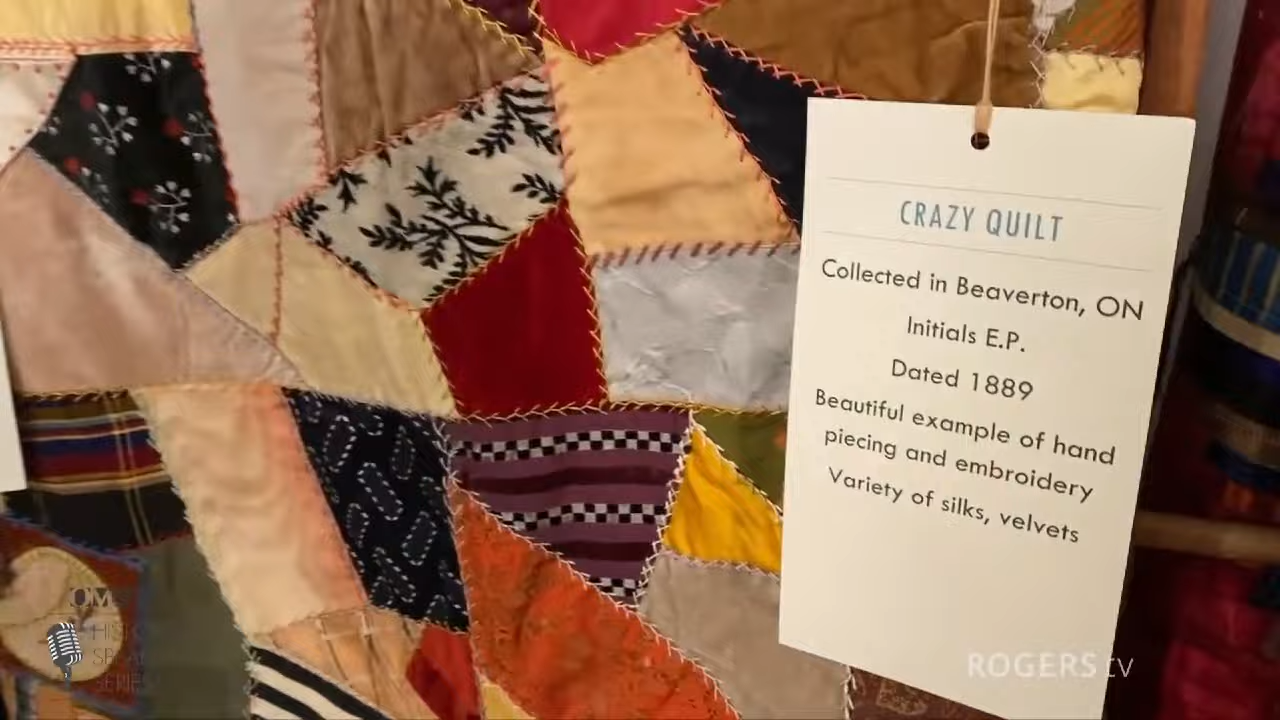 CRAZY QUILT
Collected in Beaverton, ON
Initials E.P.
Dated 1889
Beautiful example of hand
piecing and embroidery
Variety of silks, velvets
ROGERS tv